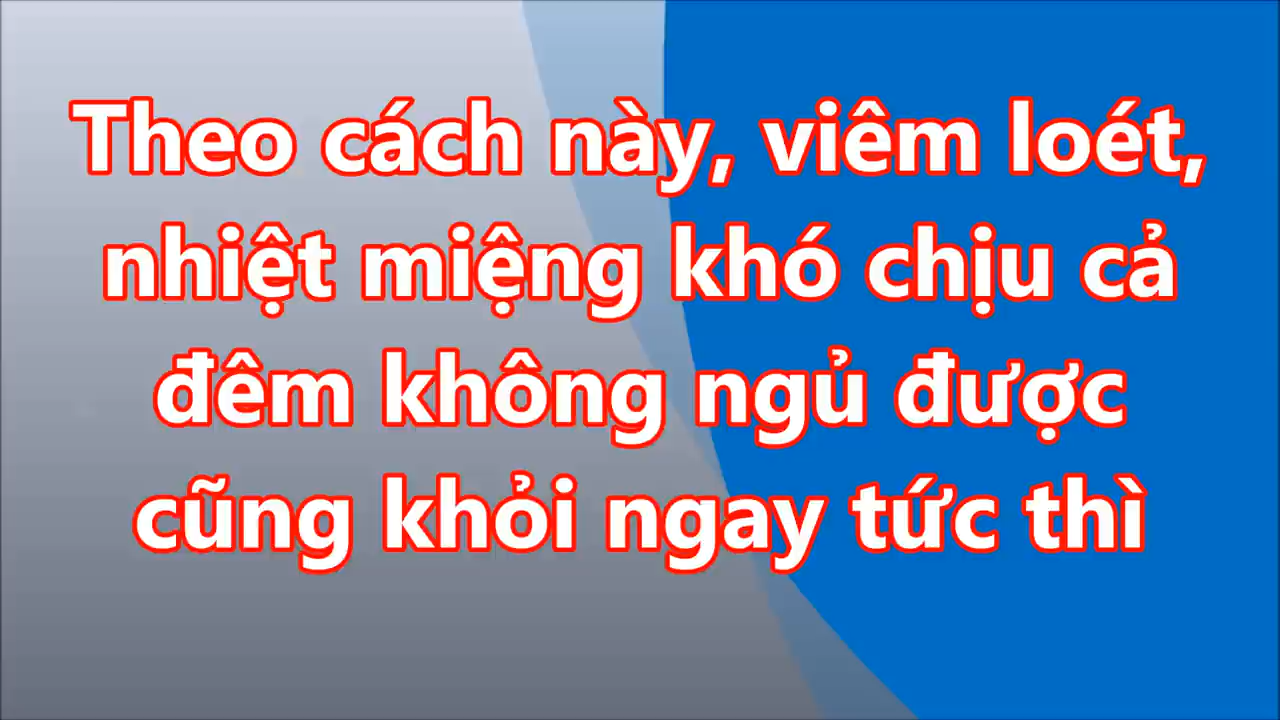 Theo cách này, viêm loét,
nhiệt miệng khó chịu cả
đêm không ngủ được
cũng khỏi ngay tức thì